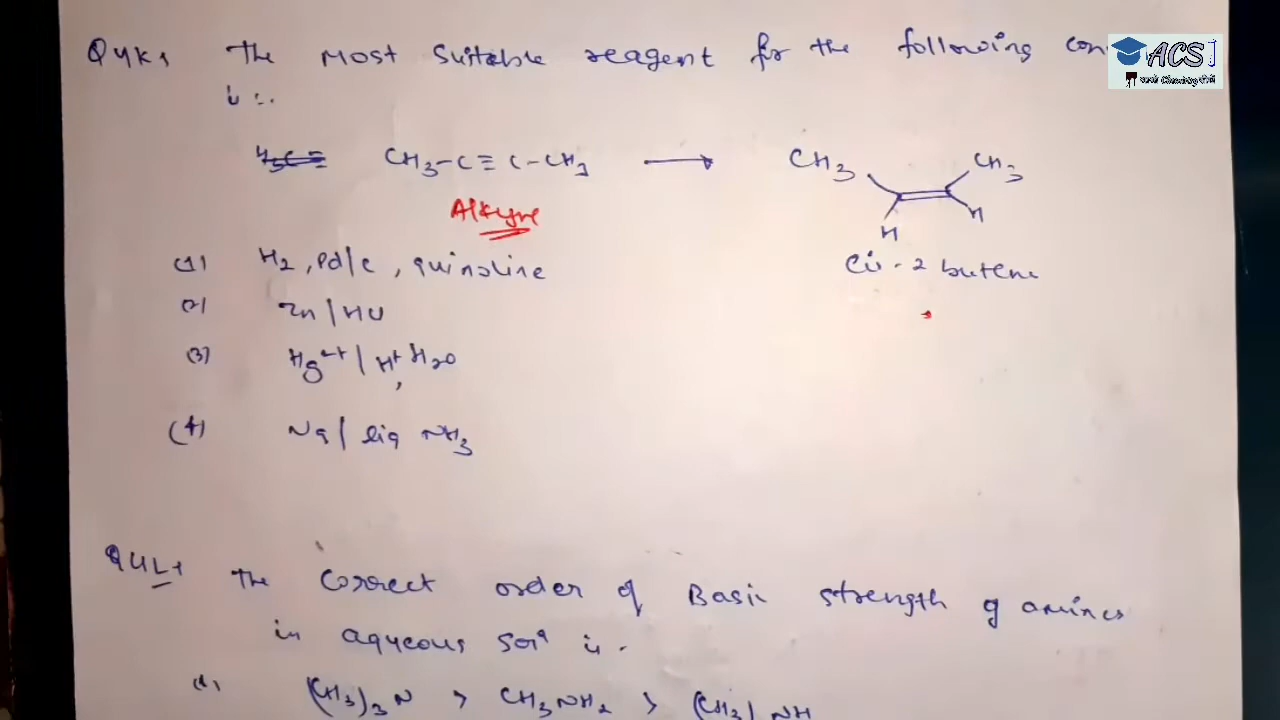 Q4K, The Most Suitable reagent for the following con
is:.
H₃C≡ CH₃-C≡C-CH₃ → CH₃ CH₃
H H
Alkyne
Cis-2 butene
(1) H₂, Pd/C, quinoline
(2) Zn/HCl
(3) Hg²⁺/H⁺, H₂O
(4) Na/liq NH₃
Q4L, The Correct order of Basic strength of amines
in aqueous solⁿ is.
(1) (CH₃)₃N > CH₃NH₂ > (CH₃) NH
ACS